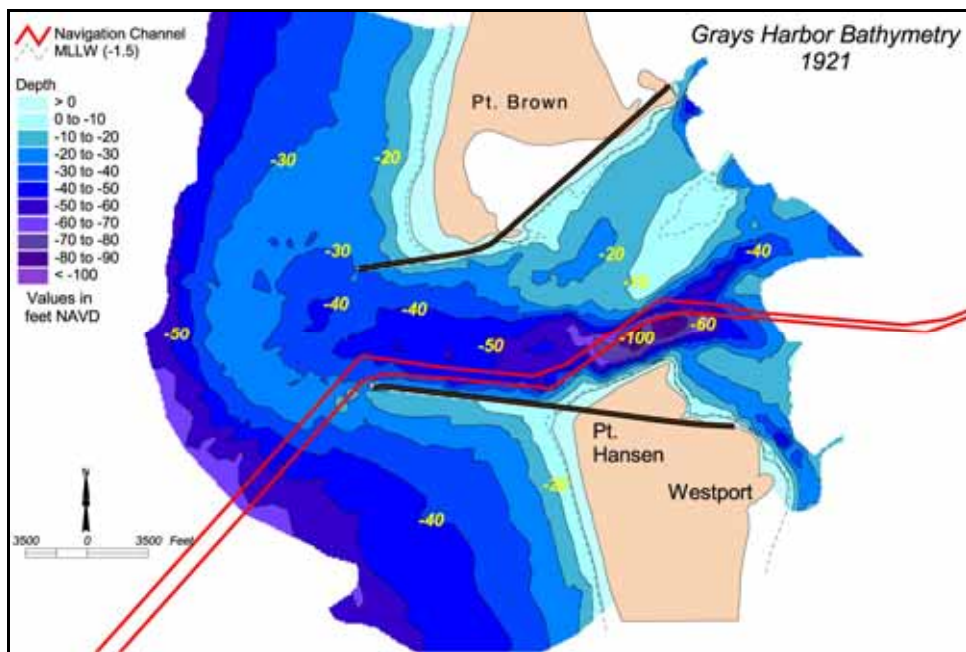 Navigation Channel
MLLW (-1.5)
Depth
> 0
0 to -10
-10 to -20
-20 to -30
-30 to -40
-40 to -50
-50 to -60
-60 to -70
-70 to -80
-80 to -90
< -100
Values in
feet NAVD
Grays Harbor Bathymetry
1921
Pt. Brown
-30
-20
-30
-20
-40
-40
-40
-50
-50
-100
-60
Pt.
Hansen
Westport
-40
N
3500 0 3500 Feet